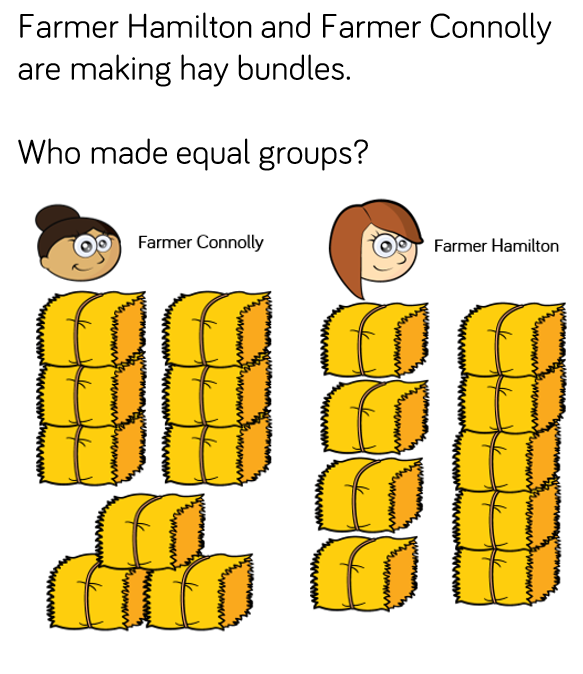 Farmer Hamilton and Farmer Connolly
are making hay bundles.
Who made equal groups?
Farmer Connolly
Farmer Hamilton